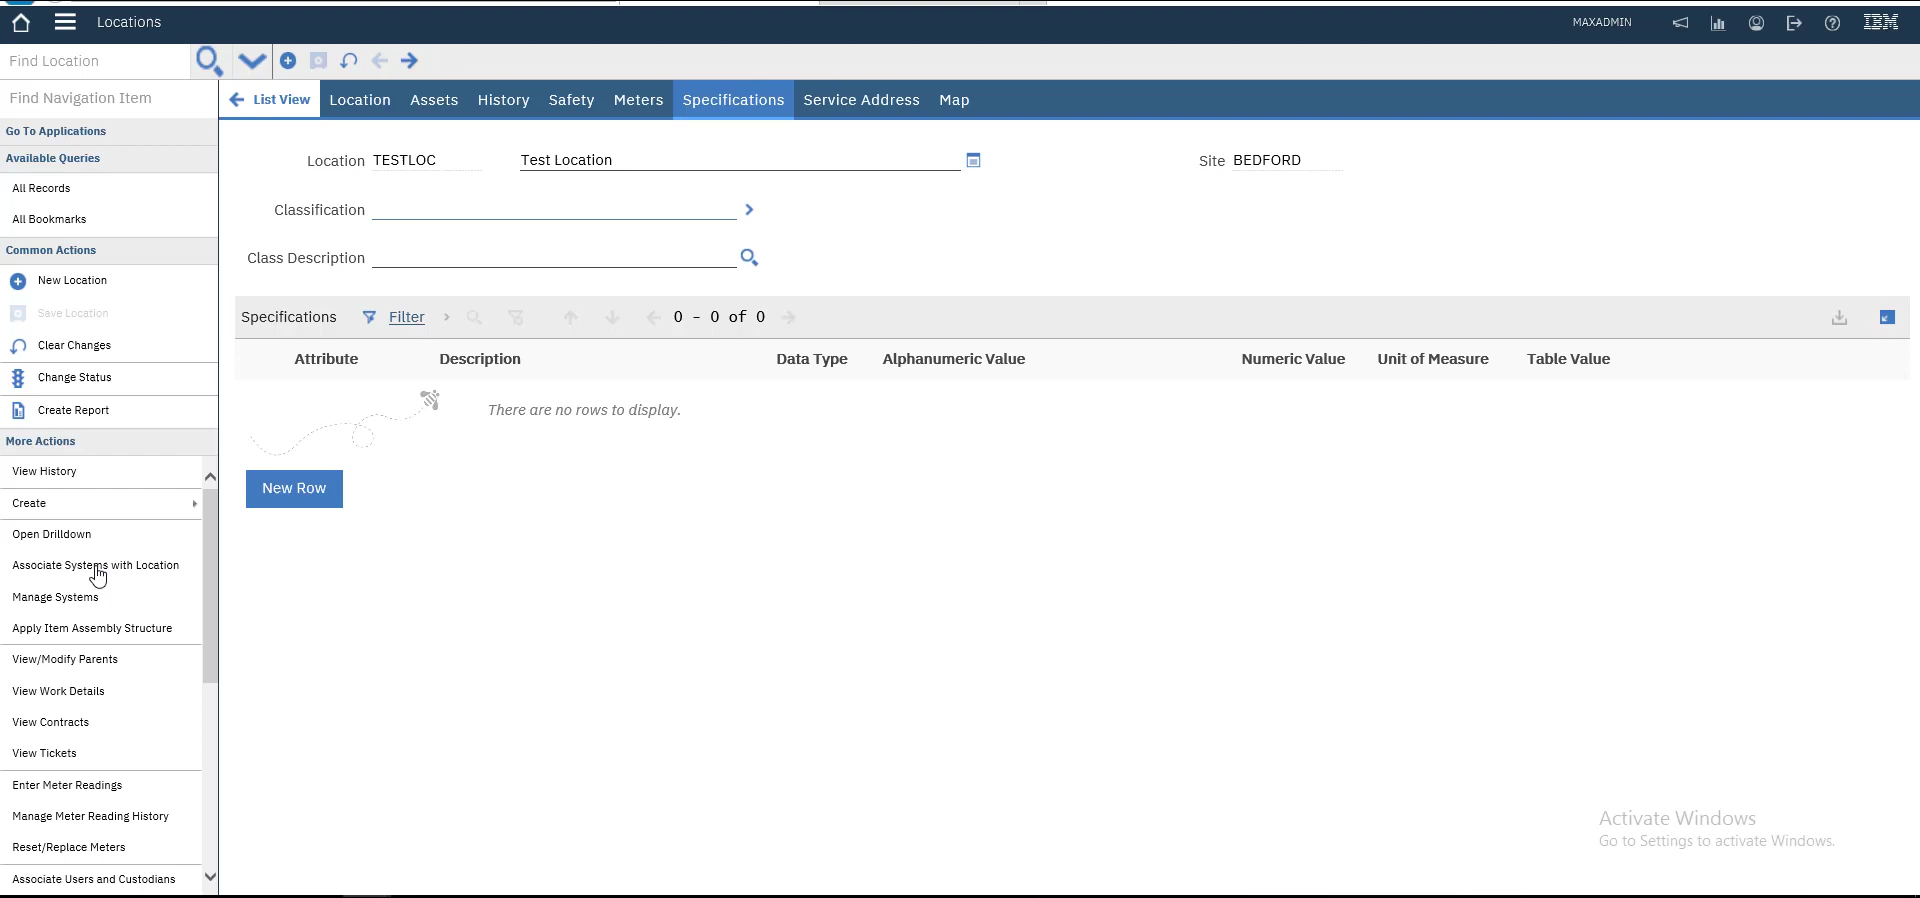 Locations
MAXADMIN
IBM
Find Location
Find Navigation Item
List View Location Assets History Safety Meters Specifications Service Address Map
Go To Applications
Available Queries
All Records
All Bookmarks
Common Actions
New Location
Save Location
Clear Changes
Change Status
Create Report
More Actions
View History
Create
Open Drilldown
Associate Systems with Location
Manage Systems
Apply Item Assembly Structure
View/Modify Parents
View Work Details
View Contracts
View Tickets
Enter Meter Readings
Manage Meter Reading History
Reset/Replace Meters
Associate Users and Custodians
Location TESTLOC Test Location Site BEDFORD
Classification
Class Description
Specifications Filter 0 - 0 of 0
Attribute Description Data Type Alphanumeric Value Numeric Value Unit of Measure Table Value
There are no rows to display.
New Row
Activate Windows
Go to Settings to activate Windows.